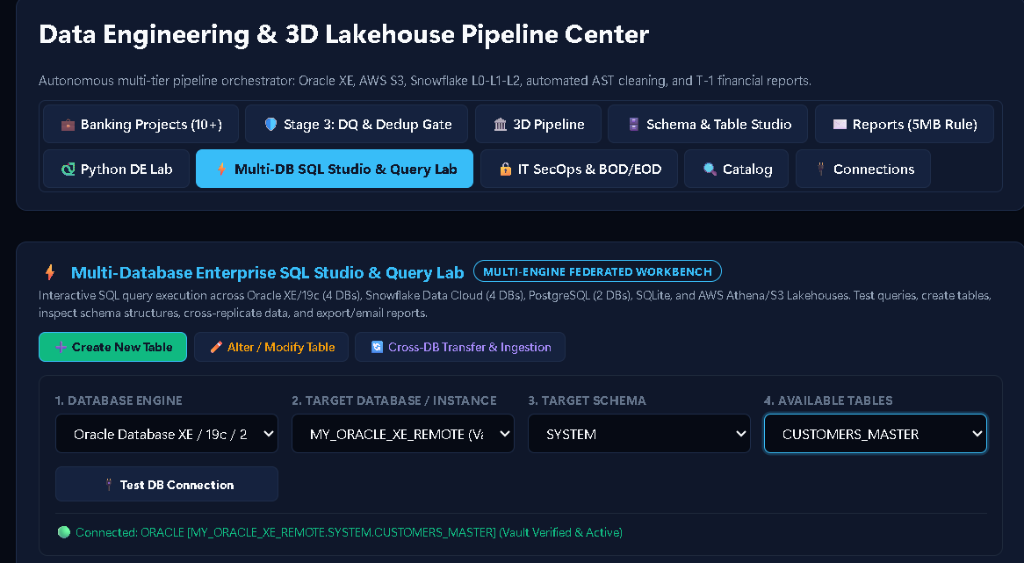 Data Engineering & 3D Lakehouse Pipeline Center
Autonomous multi-tier pipeline orchestrator: Oracle XE, AWS S3, Snowflake L0-L1-L2, automated AST cleaning, and T-1 financial reports.
Banking Projects (10+) Stage 3: DQ & Dedup Gate 3D Pipeline Schema & Table Studio Reports (5MB Rule)
Python DE Lab Multi-DB SQL Studio & Query Lab IT SecOps & BOD/EOD Catalog Connections
Multi-Database Enterprise SQL Studio & Query Lab MULTI-ENGINE FEDERATED WORKBENCH
Interactive SQL query execution across Oracle XE/19c (4 DBs), Snowflake Data Cloud (4 DBs), PostgreSQL (2 DBs), SQLite, and AWS Athena/S3 Lakehouses. Test queries, create tables,
inspect schema structures, cross-replicate data, and export/email reports.
Create New Table Alter / Modify Table Cross-DB Transfer & Ingestion
1. DATABASE ENGINE 2. TARGET DATABASE / INSTANCE 3. TARGET SCHEMA 4. AVAILABLE TABLES
Oracle Database XE / 19c / 2 MY_ORACLE_XE_REMOTE (Va SYSTEM CUSTOMERS_MASTER
Test DB Connection
Connected: ORACLE [MY_ORACLE_XE_REMOTE.SYSTEM.CUSTOMERS_MASTER] (Vault Verified & Active)